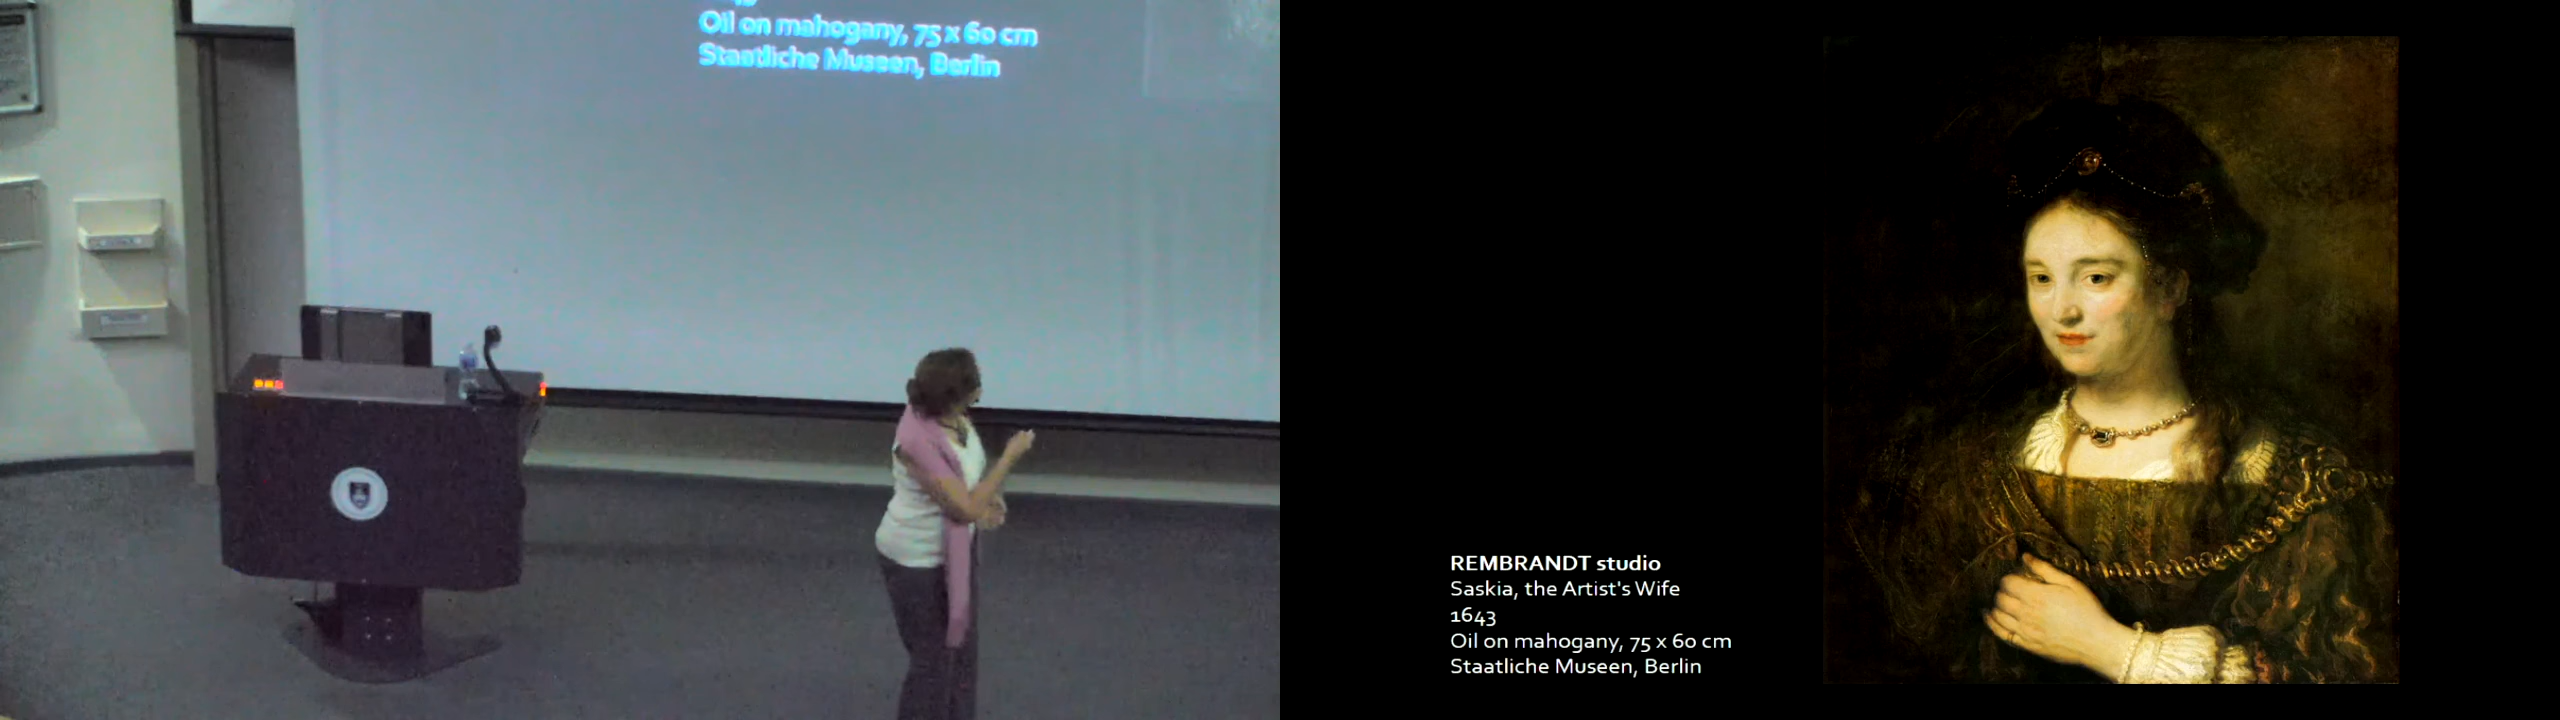 Oil on mahogany, 75 x 60 cm
Staatliche Museen, Berlin
REMBRANDT studio
Saskia, the Artist's Wife
1643
Oil on mahogany, 75 x 60 cm
Staatliche Museen, Berlin